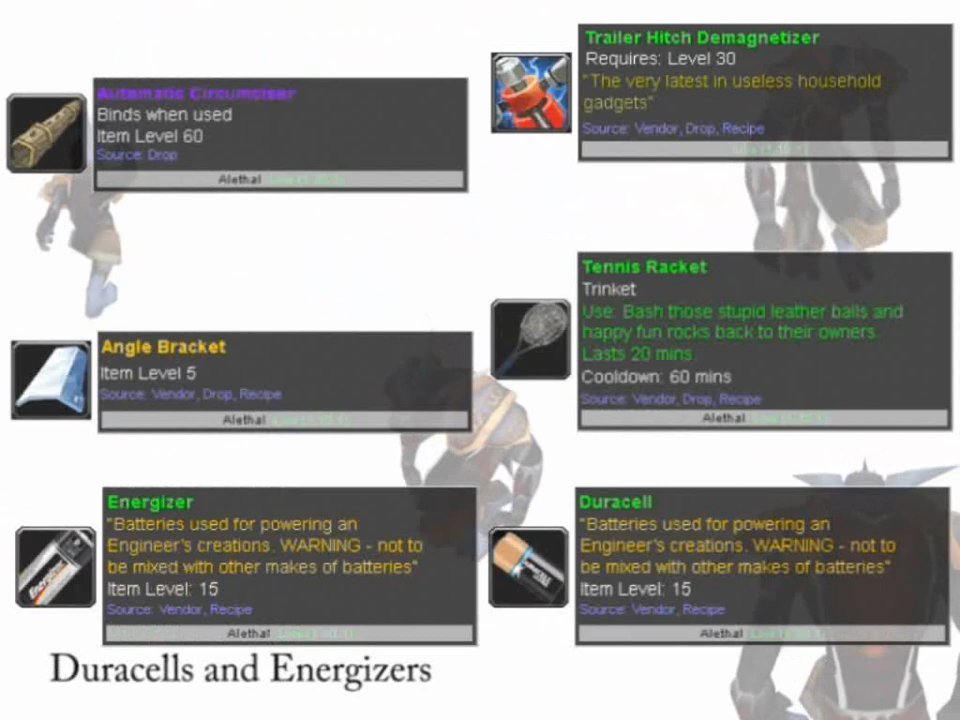 Automatic Circumciser
Binds when used
Item Level 60
Source: Drop
Alethal
Trailer Hitch Demagnetizer
Requires: Level 30
"The very latest in useless household
gadgets"
Source: Vendor, Drop, Recipe
Angle Bracket
Item Level 5
Source: Vendor, Drop, Recipe
Alethal
Tennis Racket
Trinket
Use: Bash those stupid leather balls and
happy fun rocks back to their owners.
Lasts 20 mins.
Cooldown: 60 mins
Source: Vendor, Drop, Recipe
Alethal
Energizer
"Batteries used for powering an
Engineer's creations. WARNING - not to
be mixed with other makes of batteries"
Item Level: 15
Source: Vendor, Recipe
Alethal
Energizer
Duracell
"Batteries used for powering an
Engineer's creations. WARNING - not to
be mixed with other makes of batteries"
Item Level: 15
Source: Vendor, Recipe
Alethal
Duracells and Energizers